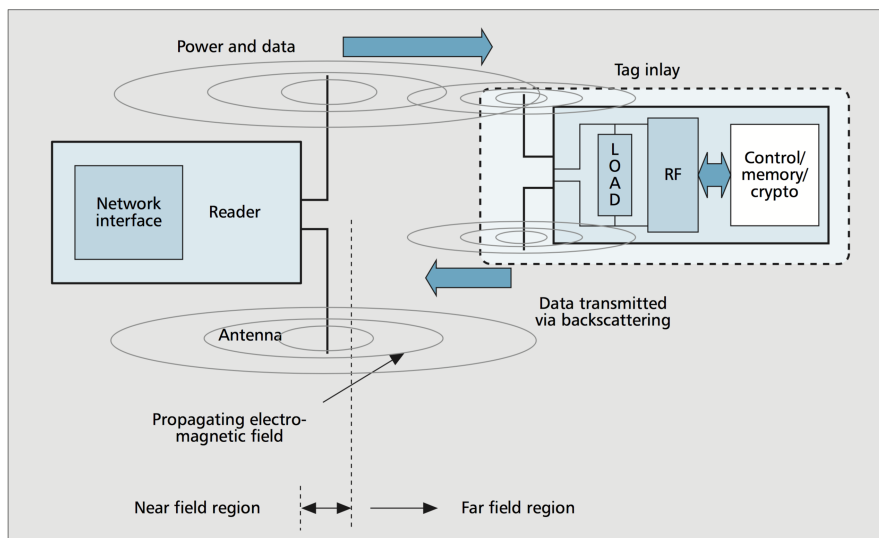 Power and data
Tag inlay
Network
interface
Reader
L
O
A
D
RF
Control/
memory/
crypto
Data transmitted
via backscattering
Antenna
Propagating electro-
magnetic field
Near field region
Far field region